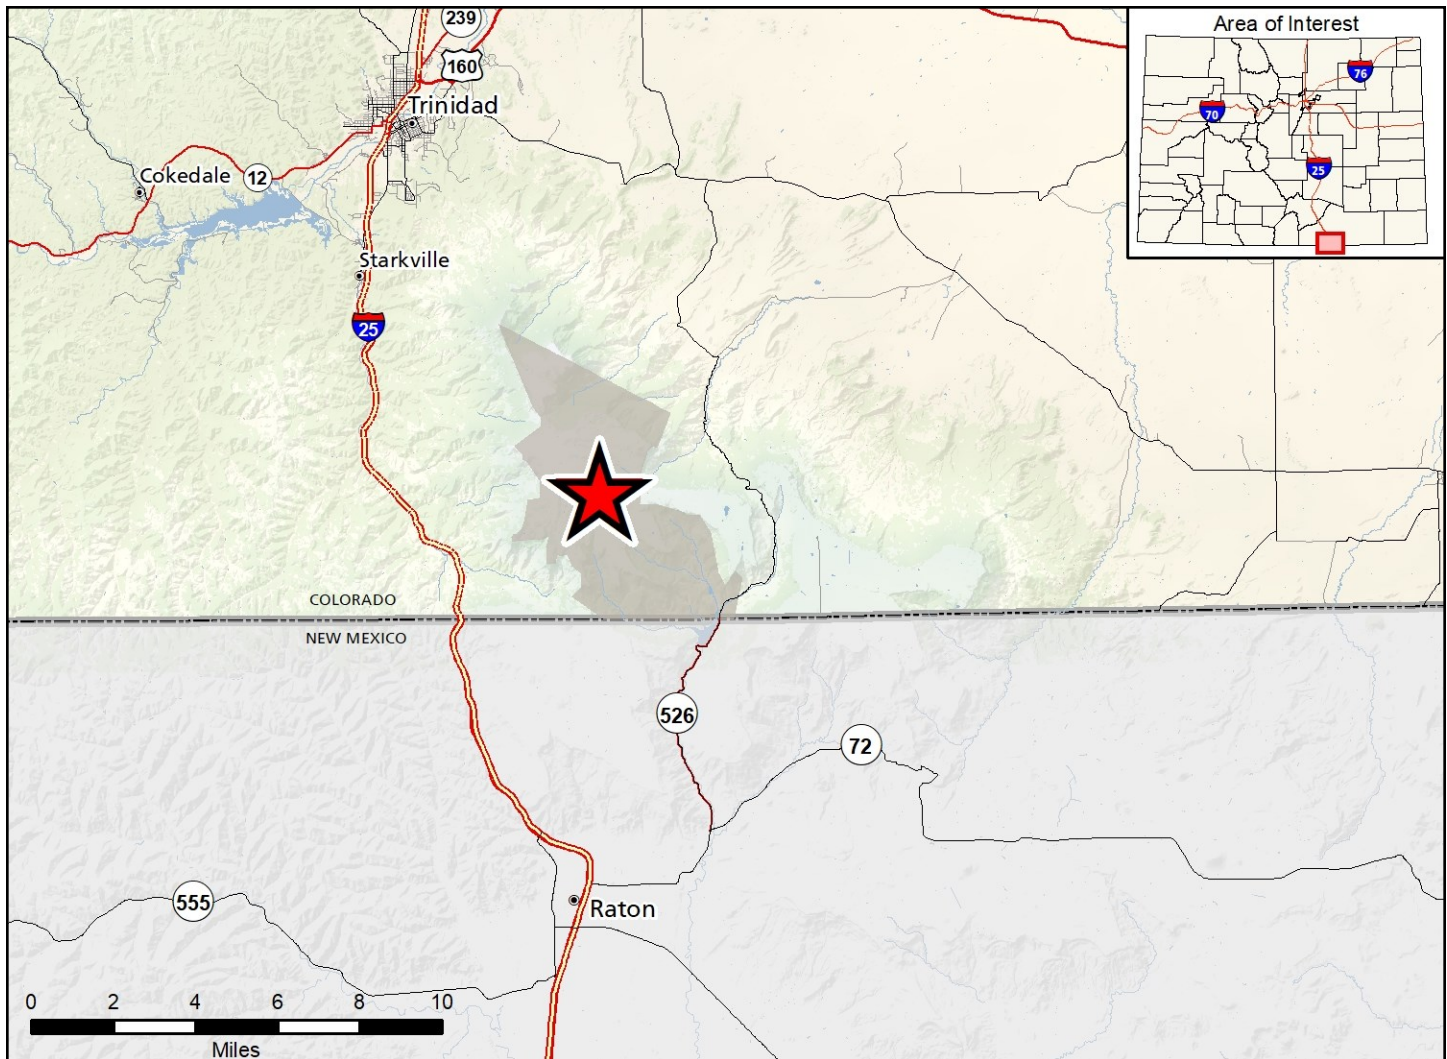 239
160
Trinidad
Cokedale
12
Starkville
25
Area of Interest
76
70
25
COLORADO
NEW MEXICO
526
72
555
Raton
0 2 4 6 8 10
Miles